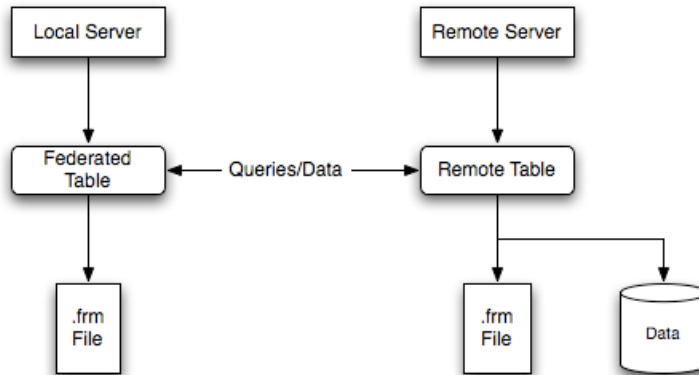 Local Server
Remote Server
Federated
Table
Queries/Data
Remote Table
.frm
File
.frm
File
Data